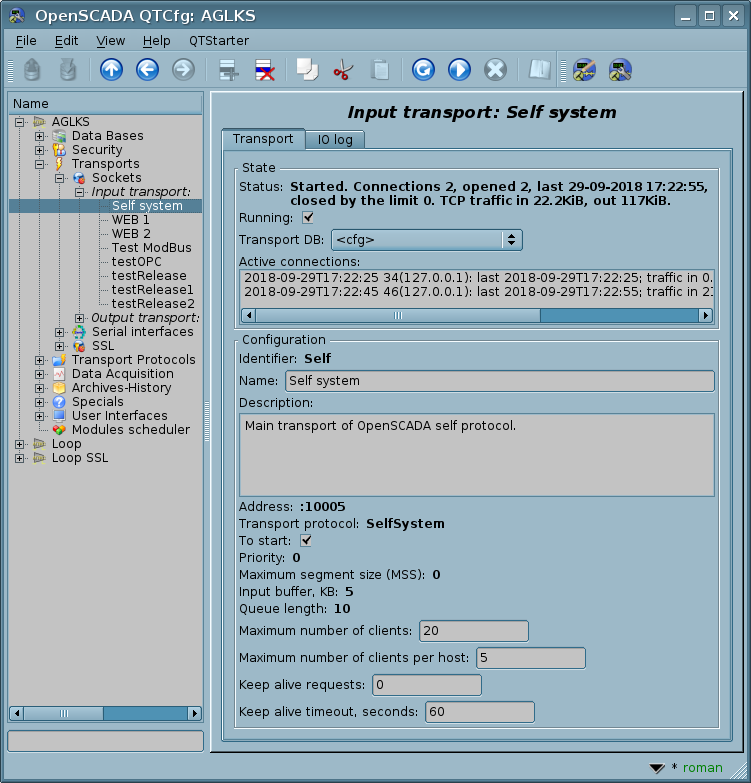 OpenSCADA QTCfg: AGLKS
File Edit View Help QTStarter
Name
AGLKS
Data Bases
Security
Transports
Sockets
Input transport:
Self system
WEB 1
WEB 2
Test ModBus
testOPC
testRelease
testRelease1
testRelease2
Output transport:
Serial interfaces
SSL
Transport Protocols
Data Acquisition
Archives-History
Specials
User Interfaces
Modules scheduler
Loop
Loop SSL
Input transport: Self system
Transport IO log
State
Status: Started. Connections 2, opened 2, last 29-09-2018 17:22:55,
closed by the limit 0. TCP traffic in 22.2KiB, out 117KiB.
Running:
Transport DB: <cfg>
Active connections:
2018-09-29T17:22:25 34(127.0.0.1): last 2018-09-29T17:22:25; traffic in 0.
2018-09-29T17:22:45 46(127.0.0.1): last 2018-09-29T17:22:55; traffic in
Configuration
Identifier: Self
Name: Self system
Description:
Main transport of OpenSCADA self protocol.
Address: :10005
Transport protocol: SelfSystem
To start:
Priority: 0
Maximum segment size (MSS): 0
Input buffer, KB: 5
Queue length: 10
Maximum number of clients: 20
Maximum number of clients per host: 5
Keep alive requests: 0
Keep alive timeout, seconds: 60
* roman